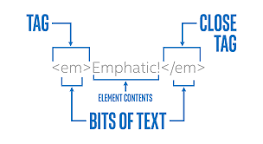 TAG
CLOSE
TAG
<em>Emphatic!</em>
ELEMENT CONTENTS
BITS OF TEXT